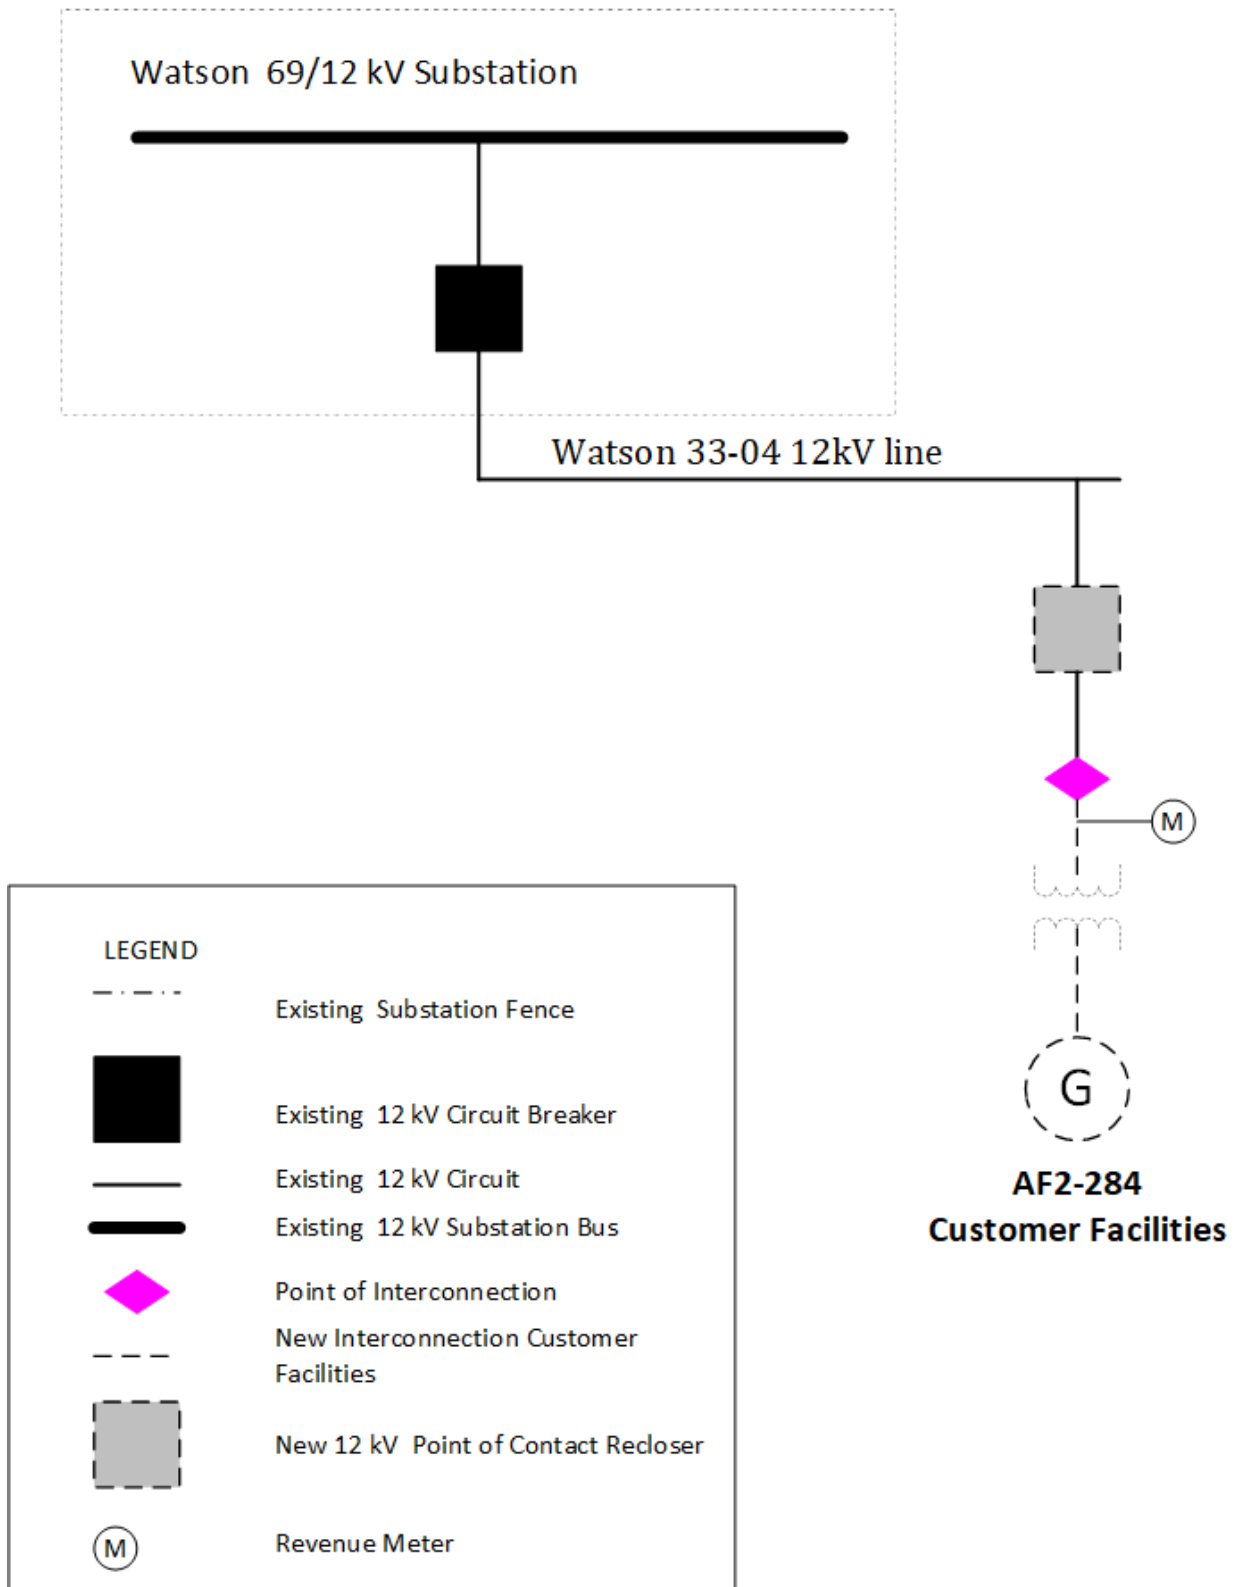 Watson 69/12 kV Substation
Watson 33-04 12kV line
M
G
AF2-284
Customer Facilities
LEGEND
Existing Substation Fence
Existing 12 kV Circuit Breaker
Existing 12 kV Circuit
Existing 12 kV Substation Bus
Point of Interconnection
New Interconnection Customer
Facilities
New 12 kV Point of Contact Recloser
M
Revenue Meter